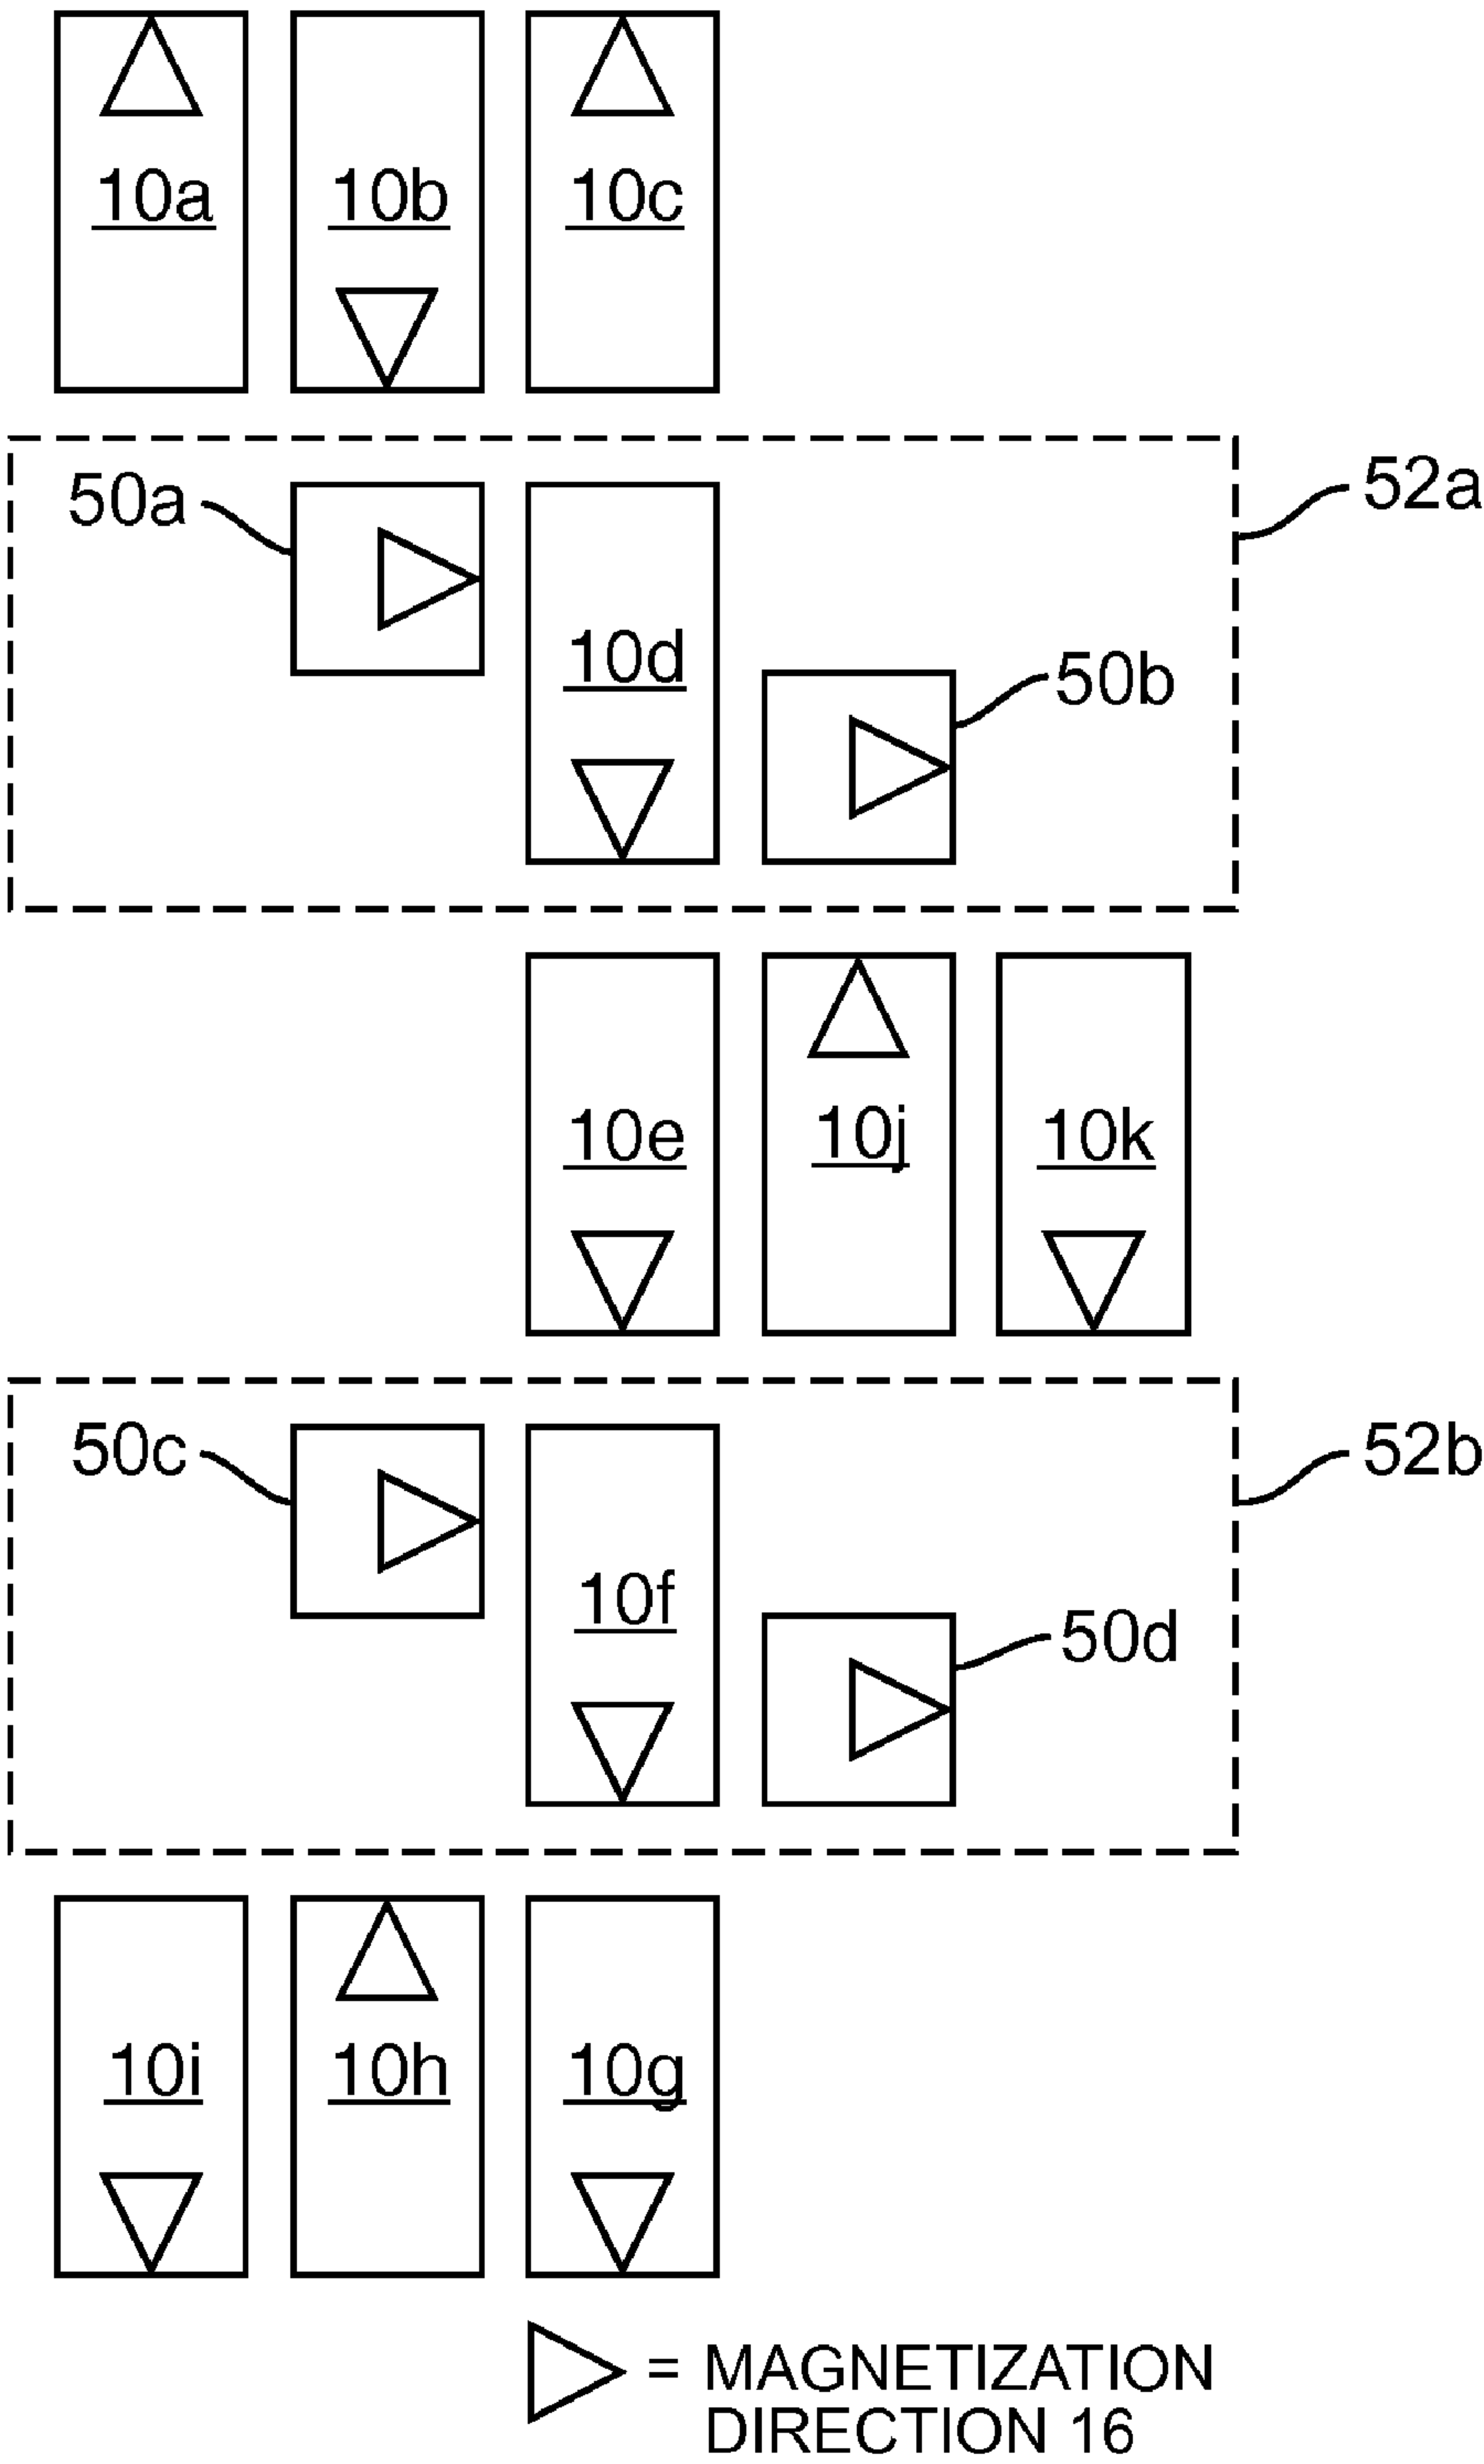 10a 10b 10c
50a 52a
10d 50b
10e 10j 10k
50c 52b
10f 50d
10i 10h 10g
= MAGNETIZATION
DIRECTION 16